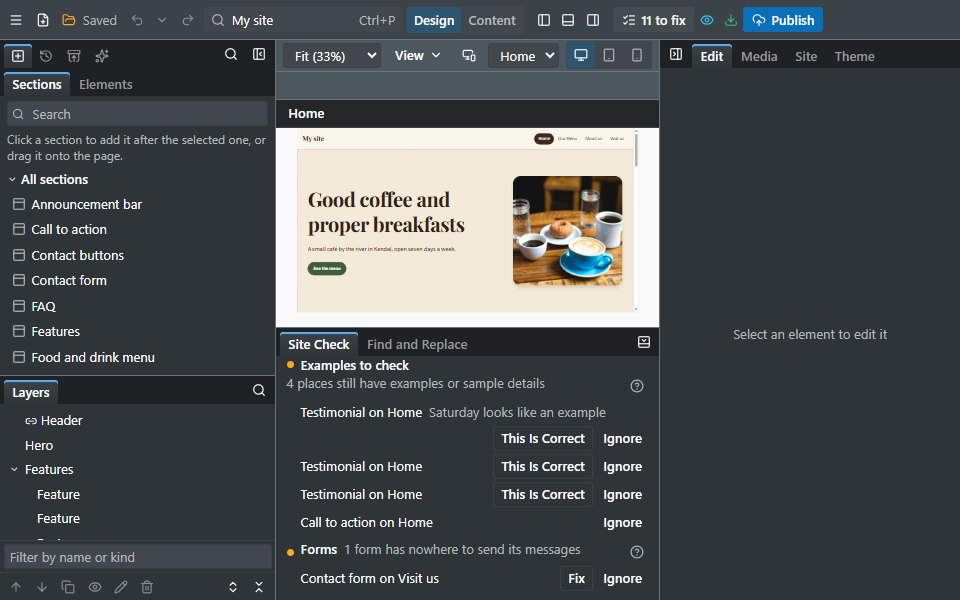 Saved
My site
Ctrl+P
Design
Content
11 to fix
Publish
Sections
Elements
Search
Click a section to add it after the selected one, or
drag it onto the page.
All sections
Announcement bar
Call to action
Contact buttons
Contact form
FAQ
Features
Food and drink menu
Layers
Header
Hero
Features
Feature
Feature
Filter by name or kind
Fit (33%)
View
Home
Home
My site
Home
Our Menu
About us
Visit us
Good coffee and
proper breakfasts
A small café by the river in Kendal, open seven days a week.
See the menu
Site Check
Find and Replace
Examples to check
4 places still have examples or sample details
Testimonial on Home Saturday looks like an example
This Is Correct Ignore
Testimonial on Home This Is Correct Ignore
Testimonial on Home This Is Correct Ignore
Call to action on Home Ignore
Forms 1 form has nowhere to send its messages
Contact form on Visit us Fix Ignore
Edit
Media
Site
Theme
Select an element to edit it